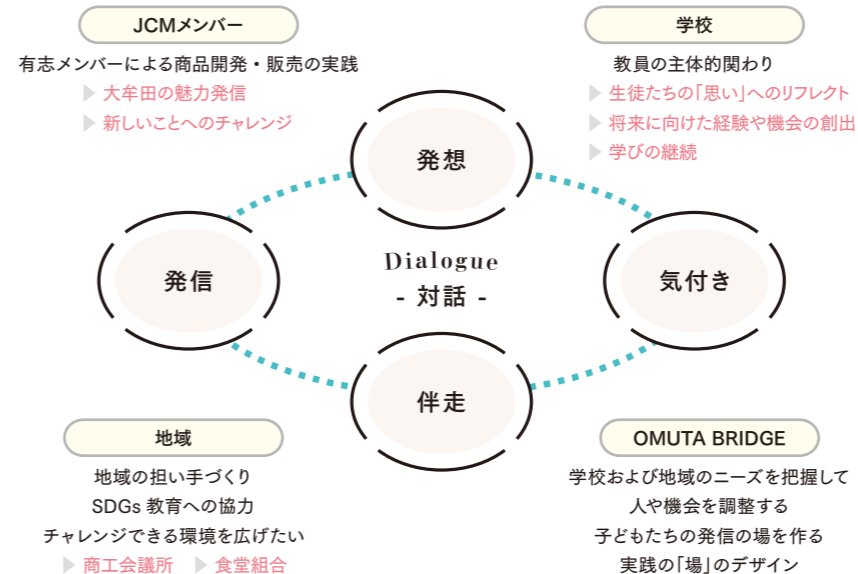 JCMメンバー
有志メンバーによる商品開発・販売の実践
▶ 大牟田の魅力発信
▶ 新しいことへのチャレンジ
学校
教員の主体的関わり
▶ 生徒たちの「思い」へのリフレクト
▶ 将来に向けた経験や機会の創出
▶ 学びの継続
発想
発信
Dialogue
- 対話 -
気付き
伴走
地域
地域の担い手づくり
SDGs 教育への協力
チャレンジできる環境を広げたい
▶ 商工会議所 ▶ 食堂組合
OMUTA BRIDGE
学校および地域のニーズを把握して
人や機会を調整する
子どもたちの発信の場を作る
実践の「場」のデザイン